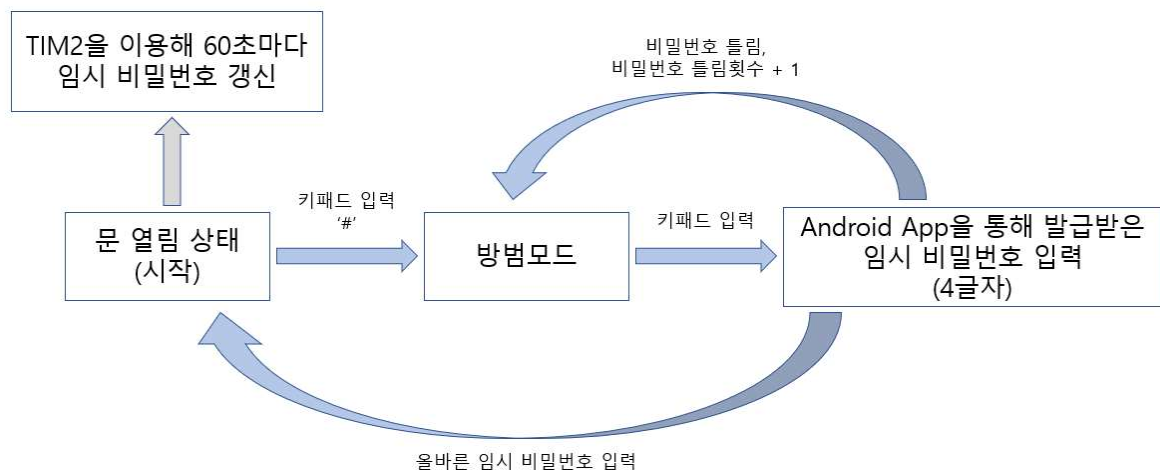 TIM2을 이용해 60초마다
임시 비밀번호 갱신
비밀번호 틀림,
비밀번호 틀림횟수 + 1
문 열림 상태
(시작)
키패드 입력
‘#’
방범모드
키패드 입력
Android App을 통해 발급받은
임시 비밀번호 입력
(4글자)
올바른 임시 비밀번호 입력